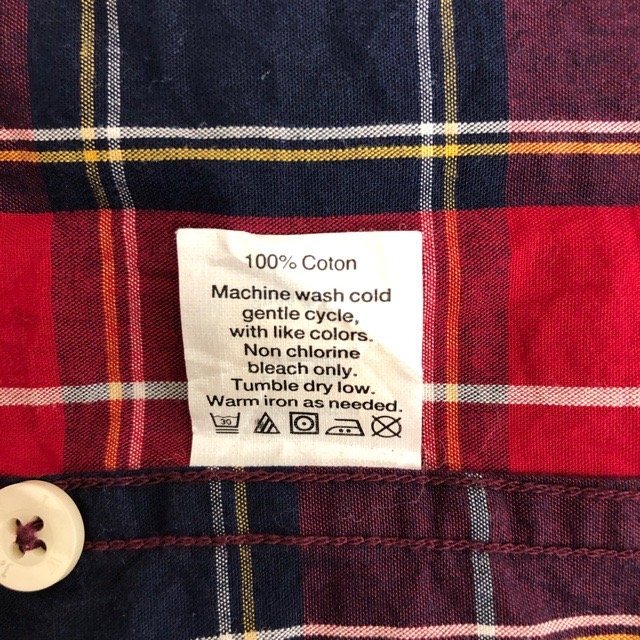 100% Coton
Machine wash cold
gentle cycle,
with like colors.
Non chlorine
bleach only.
Tumble dry low.
Warm iron as needed.
30